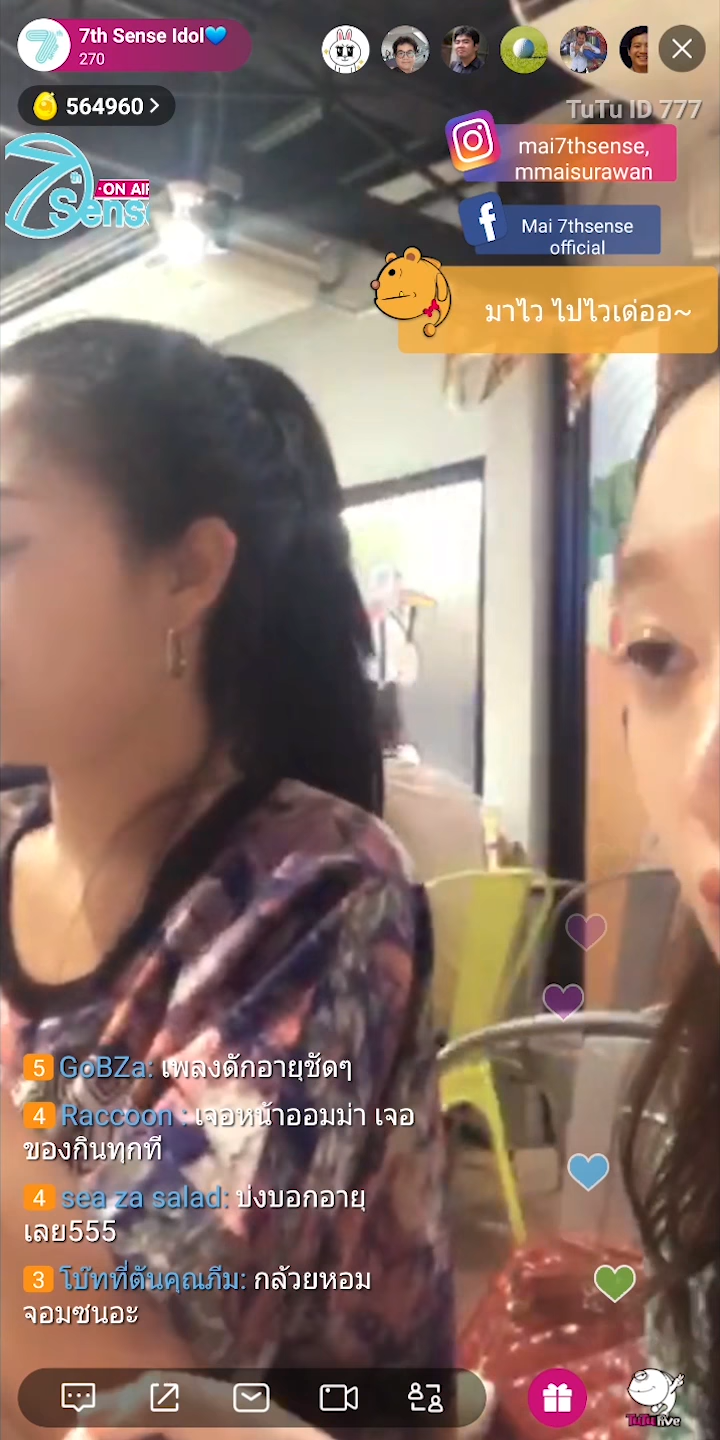 7th Sense Idol💙
270
564960 >
TuTu ID 777
7th Sense
·ON AIR
mai7thsense,
mmaisurawan
Mai 7thsense
official
มาไว ไปไวเด่ออ~
5 GoBZa: เพลงดักอายุชัดๆ
4 Raccoon : เจอหน้าออมม่า เจอ
ของกินทุกที
4 sea za salad: บ่งบอกอายุ
เลย555
3 โบ๊ทที่ตันคุณภีม: กล้วยหอม
จอมซนอะ
TuTu live